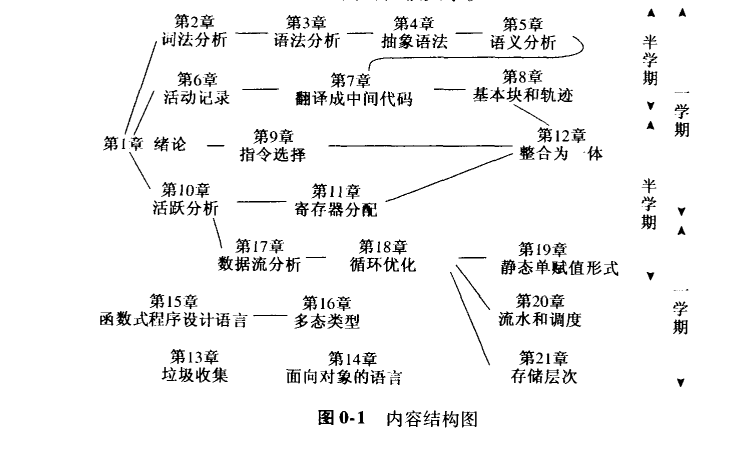 第2章 第3章 第4章 第5章
词法分析 语法分析 抽象语法 语义分析
半学期
第6章 第7章 第8章
活动记录 翻译成中间代码 基本块和轨迹
一学期
第1章 绪论
第9章 第12章
指令选择 整合为一体
第10章 第11章
活跃分析 寄存器分配
半学期
第17章 第18章 第19章
数据流分析 循环优化 静态单赋值形式
第15章 第16章 第20章
函数式程序设计语言 多态类型 流水和调度
一学期
第13章 第14章 第21章
垃圾收集 面向对象的语言 存储层次
图0-1 内容结构图